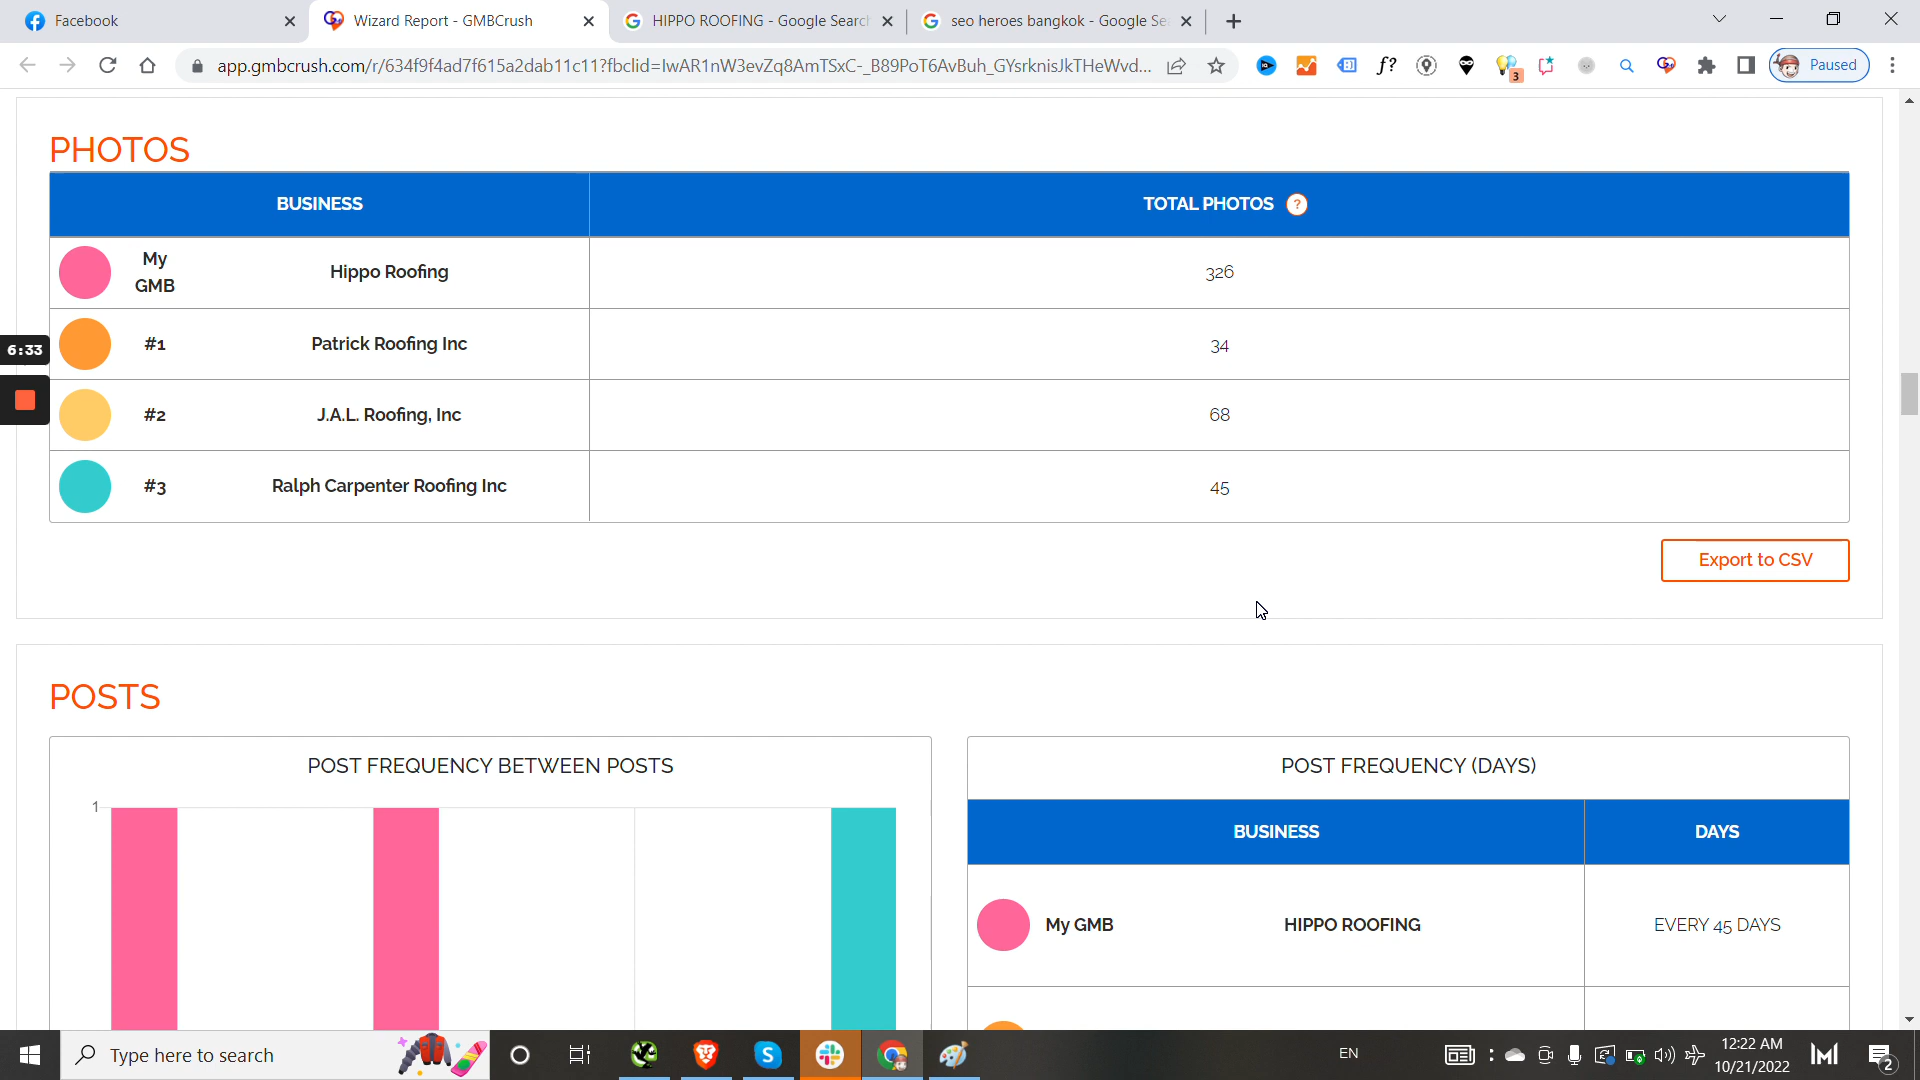 Facebook
Wizard Report - GMBCrush
HIPPO ROOFING - Google Search
seo heroes bangkok - Google Se
app.gmbcrush.com/r/634f9f4ad7f615a2dab11c11?fbclid=IwAR1nW3evZq8AmTSxC-_B89PoT6AvBuh_GYsrknisJkTHeWvd...
f?
3
Paused
PHOTOS
BUSINESS
TOTAL PHOTOS ?
My GMB
Hippo Roofing
326
#1
Patrick Roofing Inc
34
6:33
#2
J.A.L. Roofing, Inc
68
#3
Ralph Carpenter Roofing Inc
45
Export to CSV
POSTS
POST FREQUENCY BETWEEN POSTS
1
POST FREQUENCY (DAYS)
BUSINESS
DAYS
My GMB
HIPPO ROOFING
EVERY 45 DAYS
Type here to search
EN
12:22 AM
10/21/2022
2